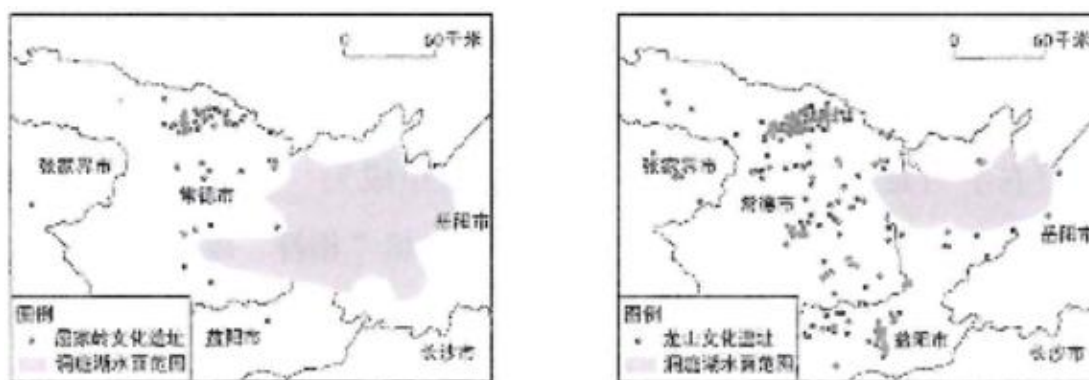 0 60千米
张家界市
常德市
岳阳市
益阳市
长沙市
图例
屈家岭文化遗址
洞庭湖水面范围
0 60千米
张家界市
常德市
岳阳市
益阳市
长沙市
图例
龙山文化遗址
洞庭湖水面范围